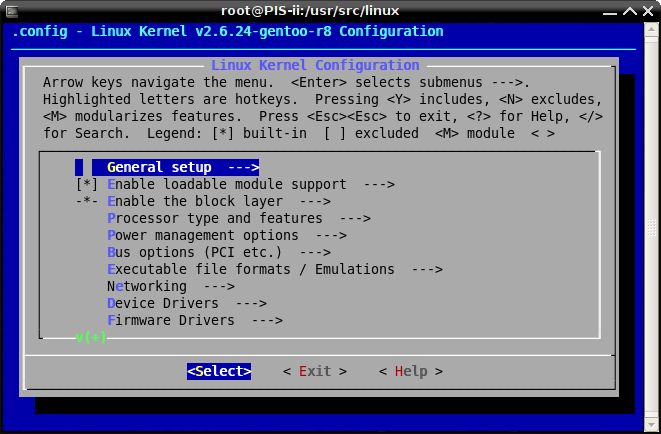 root@PIS-ii:/usr/src/linux
.config - Linux Kernel v2.6.24-gentoo-r8 Configuration
Linux Kernel Configuration
Arrow keys navigate the menu.  <Enter> selects submenus --->.
Highlighted letters are hotkeys.  Pressing <Y> includes, <N> excludes,
<M> modularizes features.  Press <Esc><Esc> to exit, <?> for Help, </>
for Search.  Legend: [*] built-in  [ ] excluded  <M> module  < >
General setup  --->
[*] Enable loadable module support  --->
-*- Enable the block layer  --->
Processor type and features  --->
Power management options  --->
Bus options (PCI etc.)  --->
Executable file formats / Emulations  --->
Networking  --->
Device Drivers  --->
Firmware Drivers  --->
v(+)
<Select>    < Exit >    < Help >